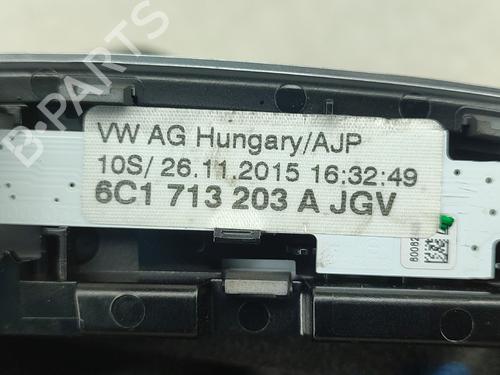 VW AG Hungary/AJP
10S/ 26.11.2015 16:32:49
6C1 713 203 A JGV
B-PARTS